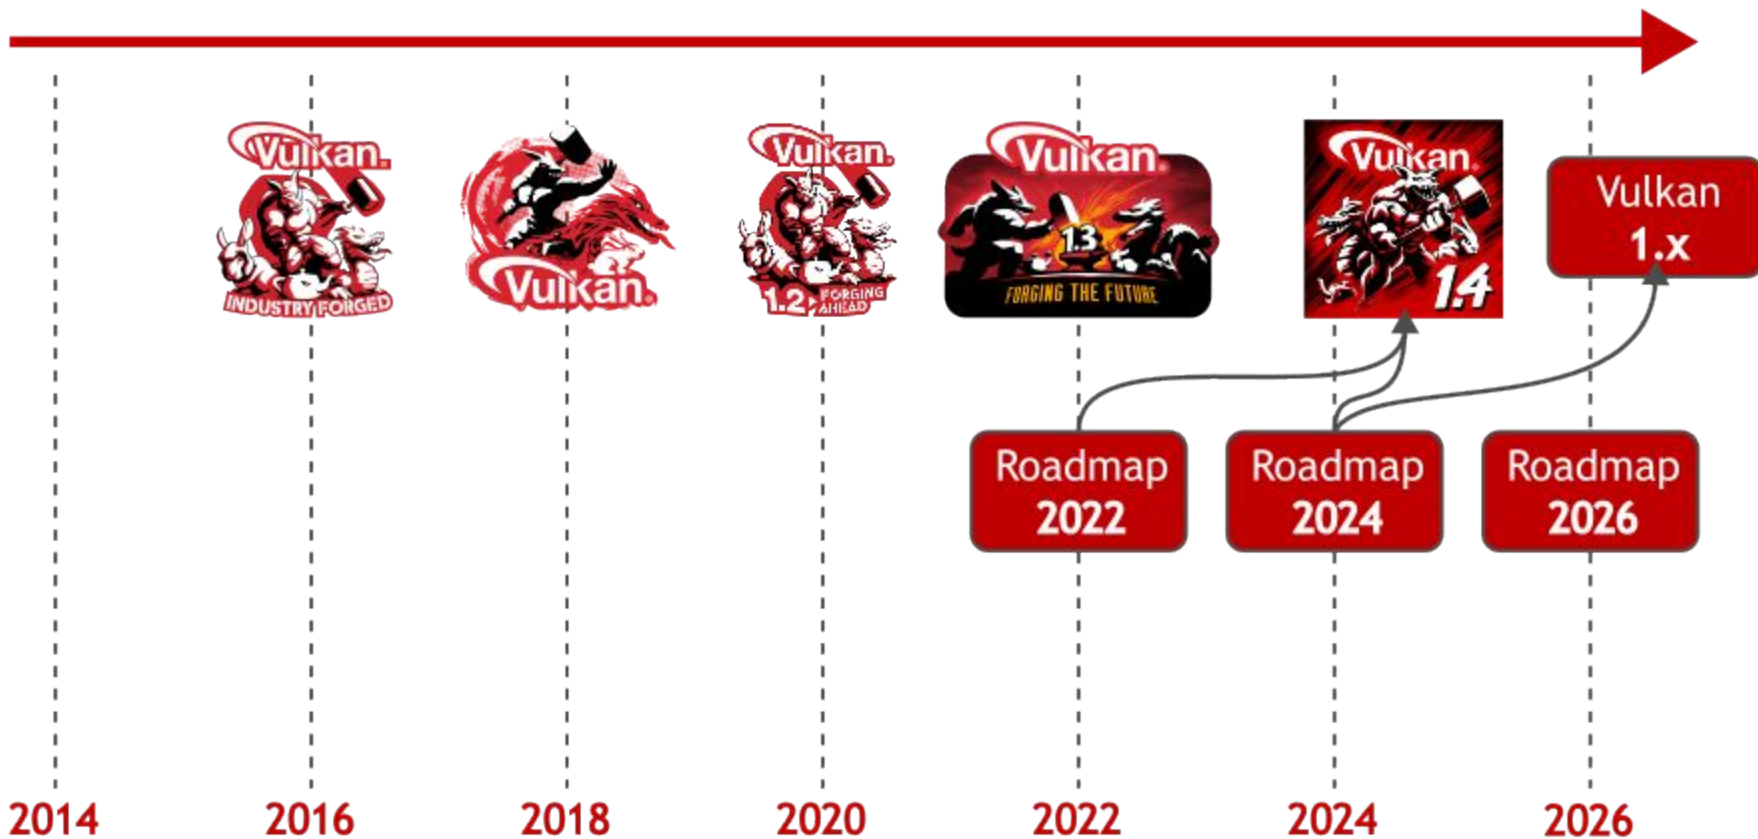 Vulkan.
INDUSTRY FORGED
Vulkan.
Vulkan.
1.2 FORGING
AHEAD
Vulkan.
1.3
FORGING THE FUTURE
Vulkan.
1.4
Vulkan
1.x
Roadmap
2022
Roadmap
2024
Roadmap
2026
2014
2016
2018
2020
2022
2024
2026